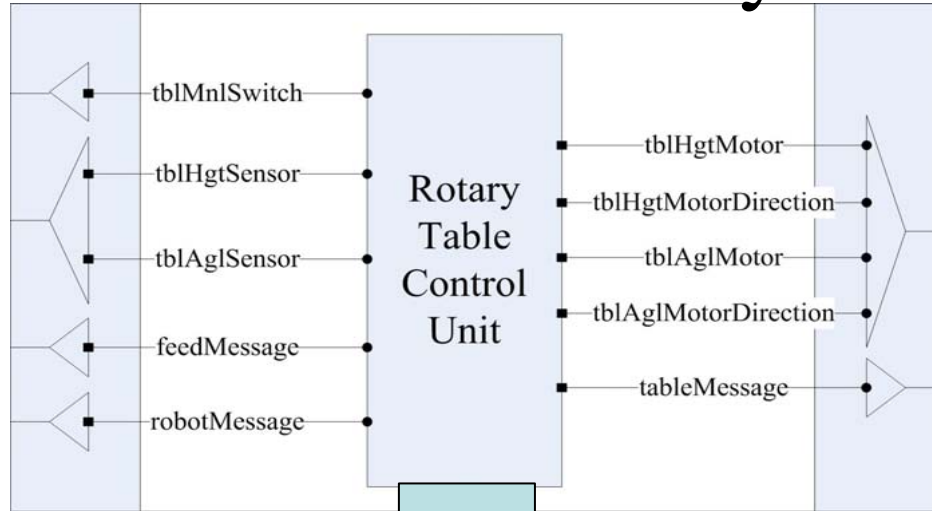 tblMnlSwitch
tblHgtSensor
tblAglSensor
feedMessage
robotMessage
Rotary
Table
Control
Unit
tblHgtMotor
tblHgtMotorDirection
tblAglMotor
tblAglMotorDirection
tableMessage